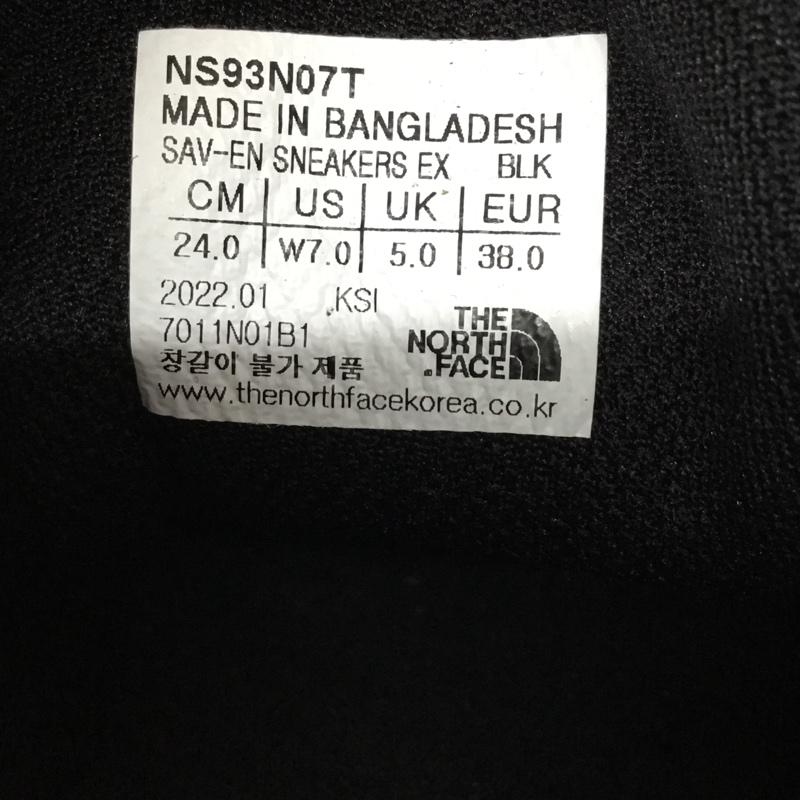 NS93N07T
MADE IN BANGLADESH
SAV-EN SNEAKERS EX BLK
CM US UK EUR
24.0 W7.0 5.0 38.0
2022.01 .KSI
7011N01B1
창갈이 불가 제품
THE
NORTH
FACE
www.thenorthfacekorea.co.kr